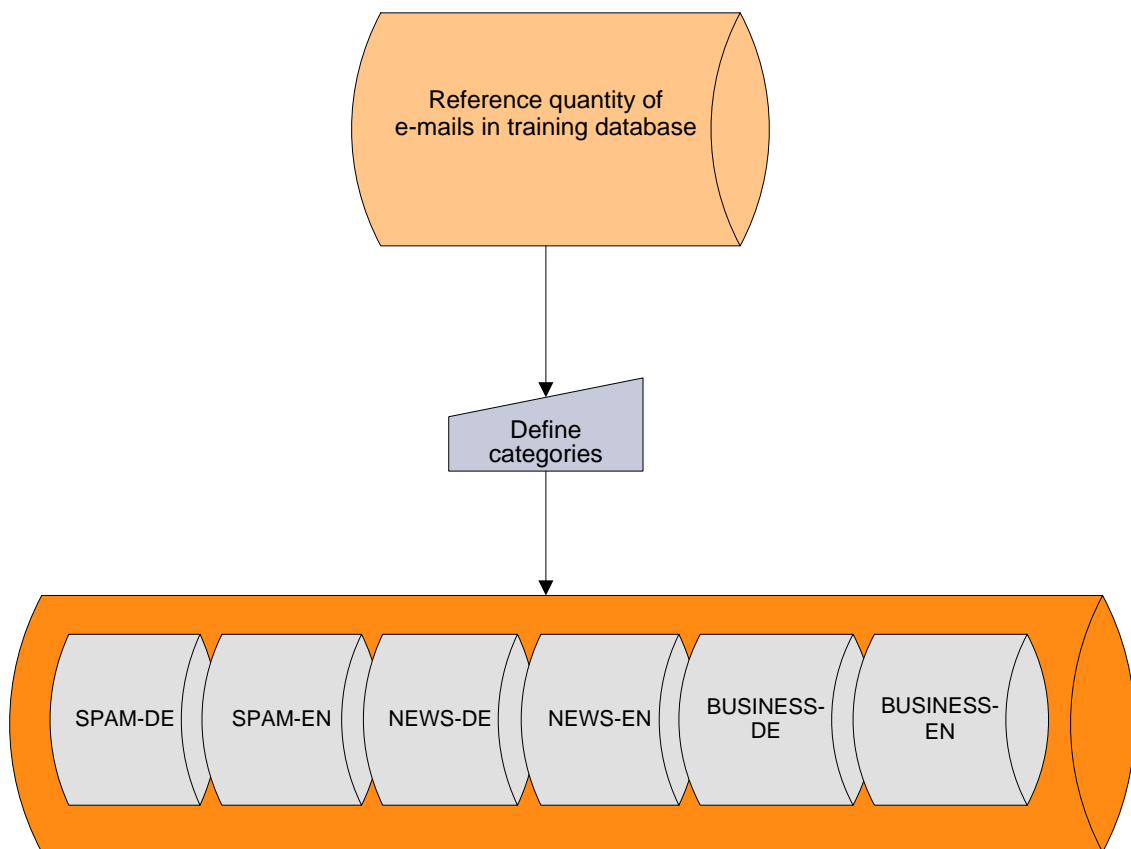 Reference quantity of
e-mails in training database
Define
categories
SPAM-DE
SPAM-EN
NEWS-DE
NEWS-EN
BUSINESS-
DE
BUSINESS-
EN